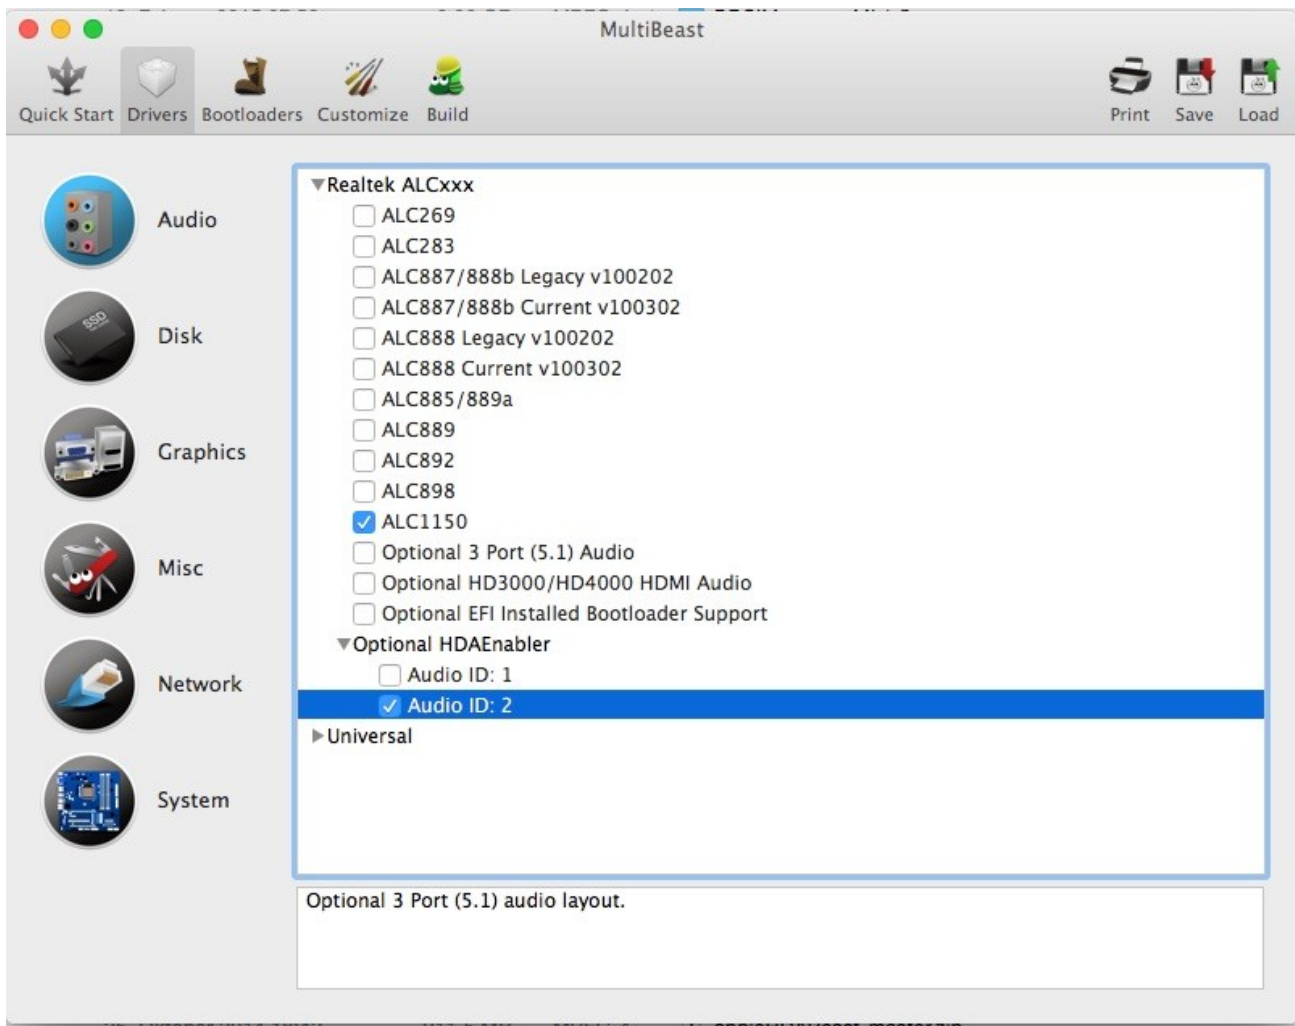 MultiBeast
Quick Start Drivers Bootloaders Customize Build Print Save Load
Audio
Disk
SSD
Graphics
Misc
Network
System
Realtek ALCxxx
ALC269
ALC283
ALC887/888b Legacy v100202
ALC887/888b Current v100302
ALC888 Legacy v100202
ALC888 Current v100302
ALC885/889a
ALC889
ALC892
ALC898
ALC1150
Optional 3 Port (5.1) Audio
Optional HD3000/HD4000 HDMI Audio
Optional EFI Installed Bootloader Support
Optional HDAEnabler
Audio ID: 1
Audio ID: 2
Universal
Optional 3 Port (5.1) audio layout.